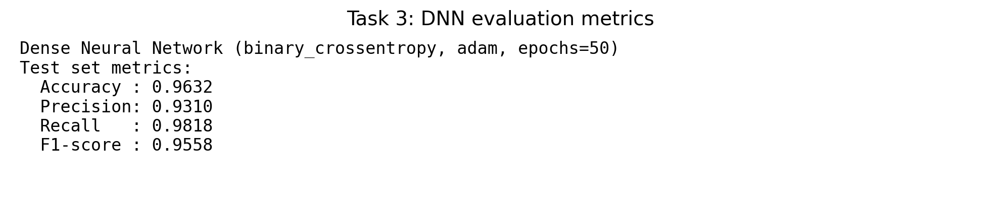 Task 3: DNN evaluation metrics
Dense Neural Network (binary_crossentropy, adam, epochs=50)
Test set metrics:
  Accuracy : 0.9632
  Precision: 0.9310
  Recall   : 0.9818
  F1-score : 0.9558